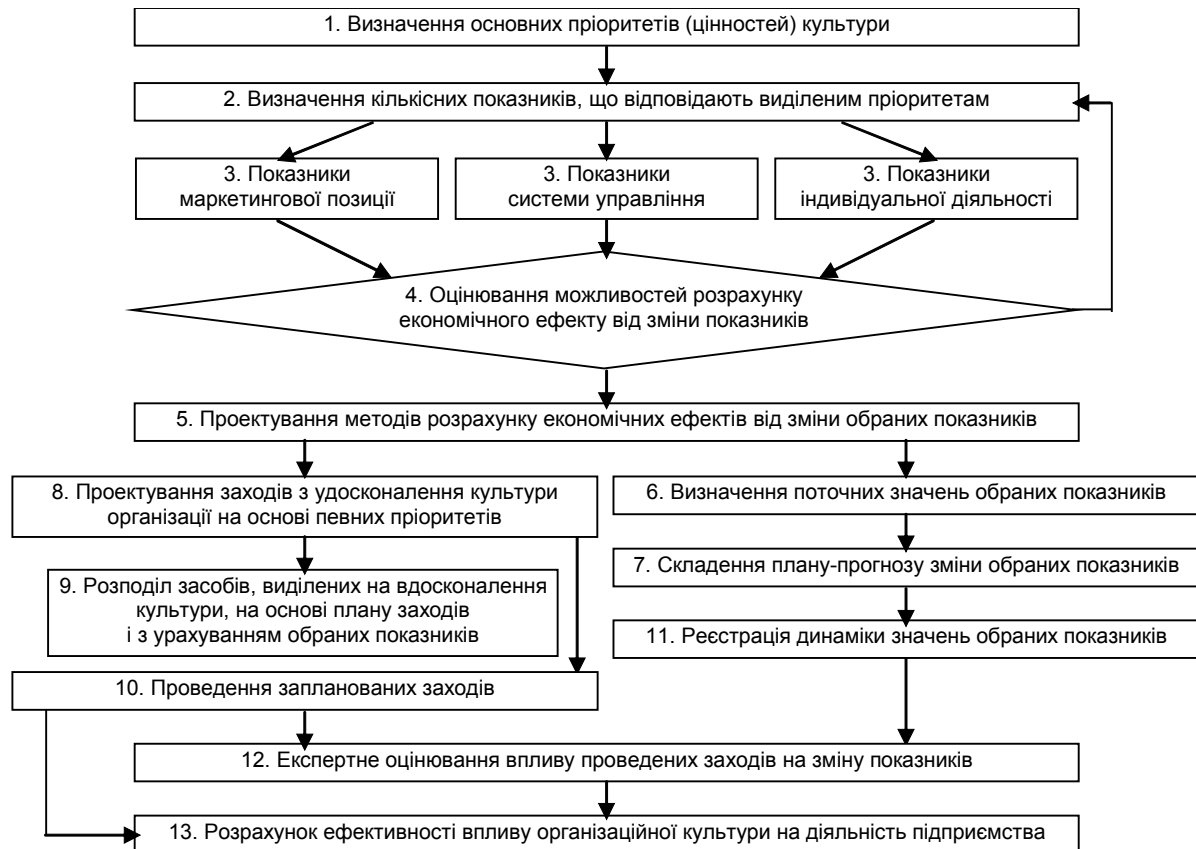 1. Визначення основних пріоритетів (цінностей) культури
2. Визначення кількісних показників, що відповідають виділеним пріоритетам
3. Показники
маркетингової позиції
3. Показники
системи управління
3. Показники
індивідуальної діяльності
4. Оцінювання можливостей розрахунку
економічного ефекту від зміни показників
5. Проектування методів розрахунку економічних ефектів від зміни обраних показників
8. Проектування заходів з удосконалення культури
організації на основі певних пріоритетів
6. Визначення поточних значень обраних показників
7. Складення плану-прогнозу зміни обраних показників
9. Розподіл засобів, виділених на вдосконалення
культури, на основі плану заходів
і з урахуванням обраних показників
11. Реєстрація динаміки значень обраних показників
10. Проведення запланованих заходів
12. Експертне оцінювання впливу проведених заходів на зміну показників
13. Розрахунок ефективності впливу організаційної культури на діяльність підприємства